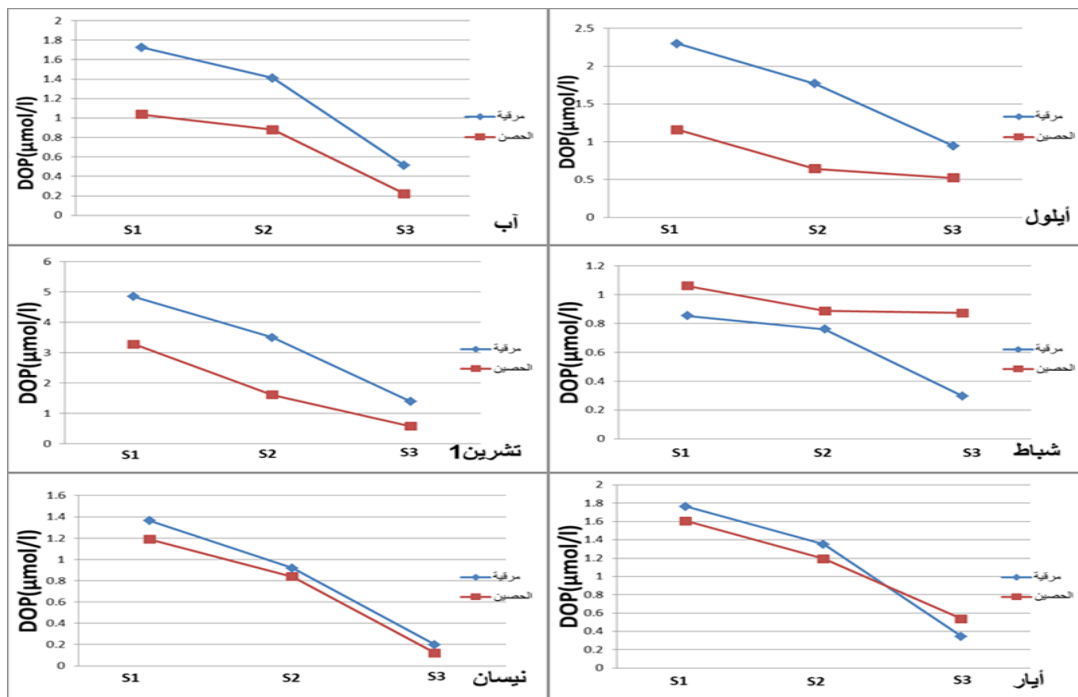 DOP(µmol/l)
2
1.8
1.6
1.4
1.2
1
0.8
0.6
0.4
0.2
0
S1 S2 S3
مرقية
الحصن
آب
DOP(µmol/l)
2.5
2
1.5
1
0.5
0
S1 S2 S3
مرقية
الحصين
أيلول
DOP(µmol/l)
6
5
4
3
2
1
0
S1 S2 S3
مرقية
الحصين
تشرين1
DOP(µmol/l)
1.2
1
0.8
0.6
0.4
0.2
0
S1 S2 S3
مرقية
الحصين
شباط
DOP(µmol/l)
1.6
1.4
1.2
1
0.8
0.6
0.4
0.2
0
S1 S2 S3
مرقية
الحصين
نيسان
DOP(µmol/l)
2
1.8
1.6
1.4
1.2
1
0.8
0.6
0.4
0.2
0
S1 S2 S3
مرقية
الحصين
أيار